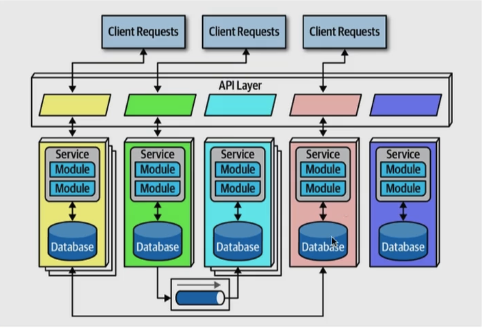 Client Requests
Client Requests
Client Requests
API Layer
Service
Module
Module
Database
Service
Module
Module
Database
Service
Module
Module
Database
Service
Module
Module
Database
Service
Module
Module
Database